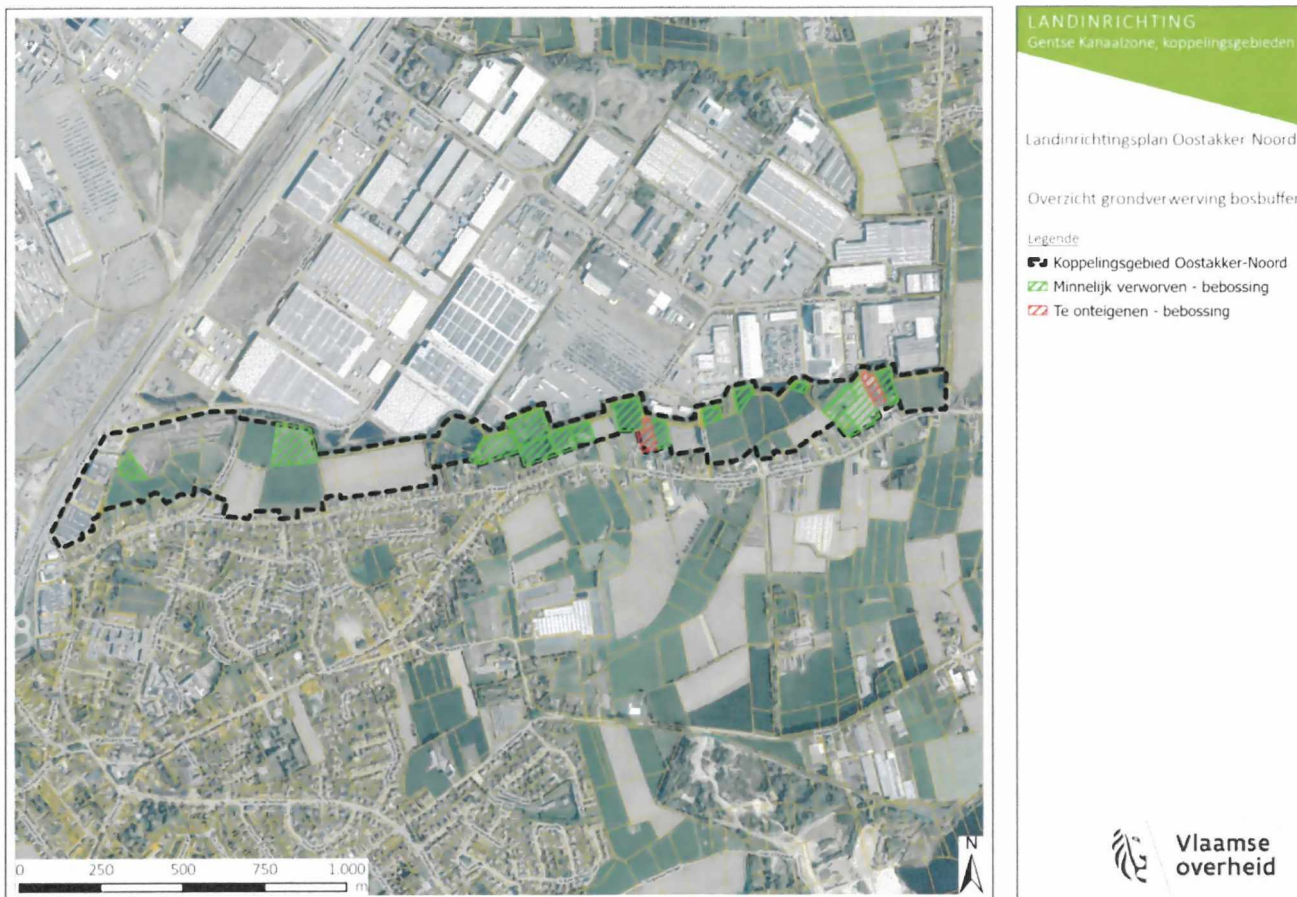 LANDINRICHTING
Gentse Kanaalzone, koppelingsgebieden
Landinrichtingsplan Oostakker Noord
Overzicht grondverwerving bosbuffer
Legende
Koppelingsgebied Oostakker-Noord
Minnelijk verworven - bebossing
Te onteigenen - bebossing
0 250 500 750 1.000
m
N
Vlaamse
overheid